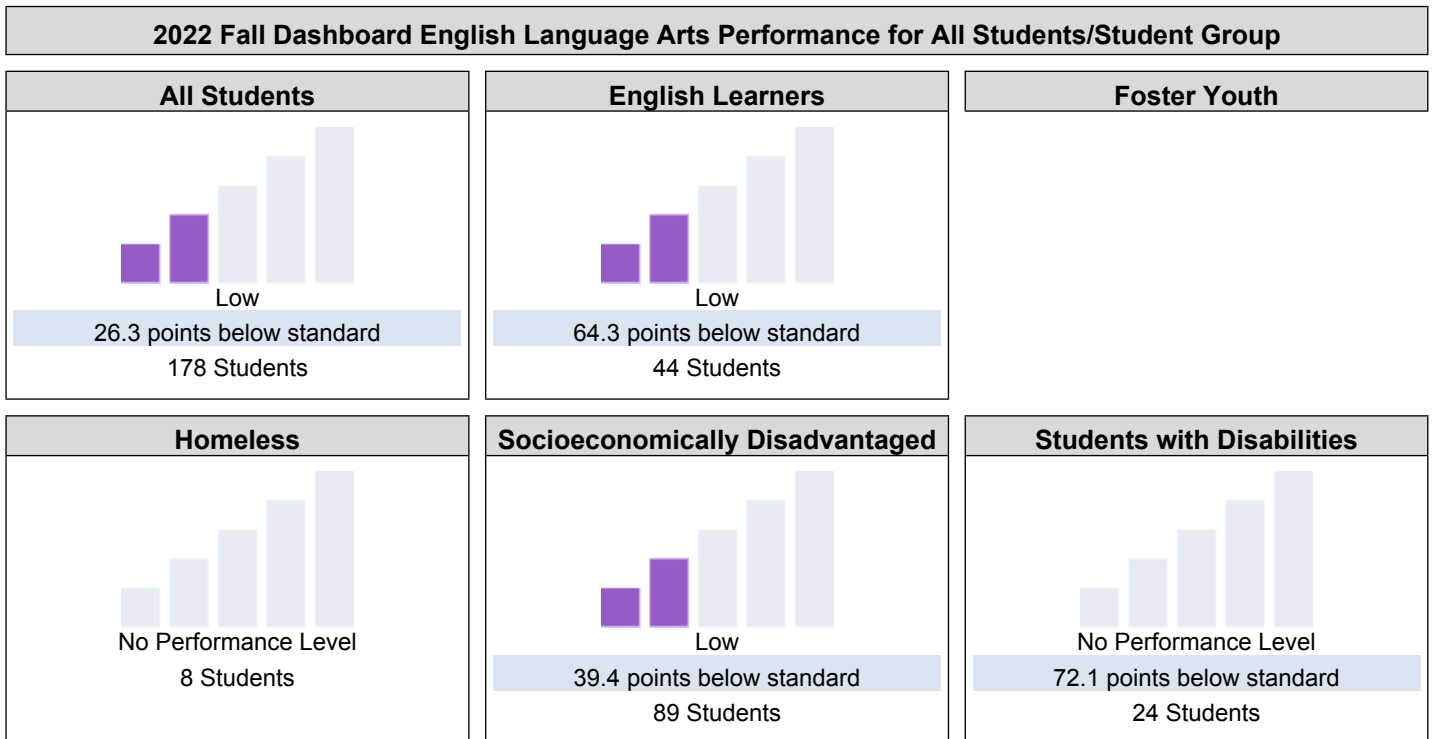 2022 Fall Dashboard English Language Arts Performance for All Students/Student Group
All Students
Low
26.3 points below standard
178 Students
English Learners
Low
64.3 points below standard
44 Students
Foster Youth
Homeless
No Performance Level
8 Students
Socioeconomically Disadvantaged
Low
39.4 points below standard
89 Students
Students with Disabilities
No Performance Level
72.1 points below standard
24 Students